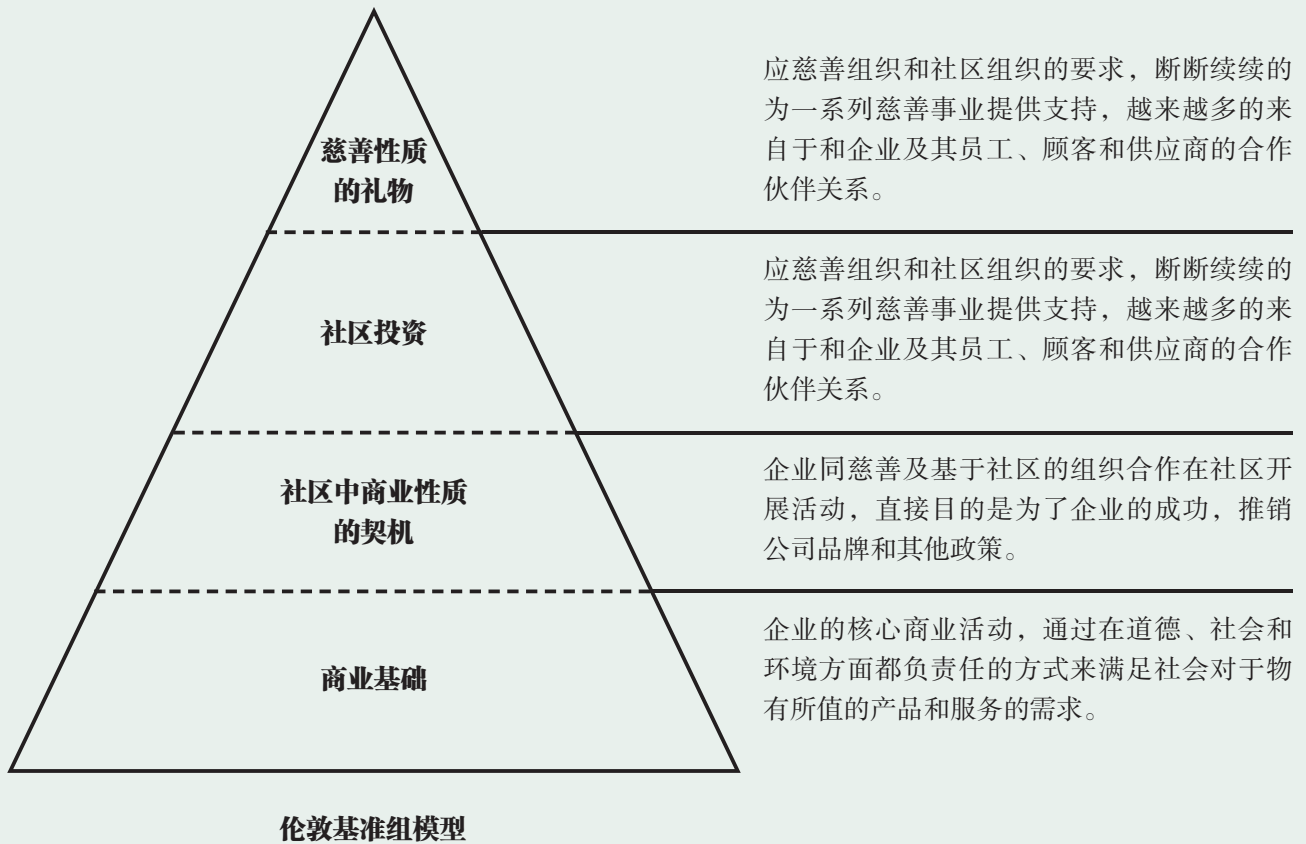 慈善性质
的礼物
应慈善组织和社区组织的要求，断断续续的
为一系列慈善事业提供支持，越来越多的来
自于和企业及其员工、顾客和供应商的合作
伙伴关系。
社区投资
应慈善组织和社区组织的要求，断断续续的
为一系列慈善事业提供支持，越来越多的来
自于和企业及其员工、顾客和供应商的合作
伙伴关系。
社区中商业性质
的契机
企业同慈善及基于社区的组织合作在社区开
展活动，直接目的是为了企业的成功，推销
公司品牌和其他政策。
商业基础
企业的核心商业活动，通过在道德、社会和
环境方面都负责任的方式来满足社会对于物
有所值的产品和服务的需求。
伦敦基准组模型